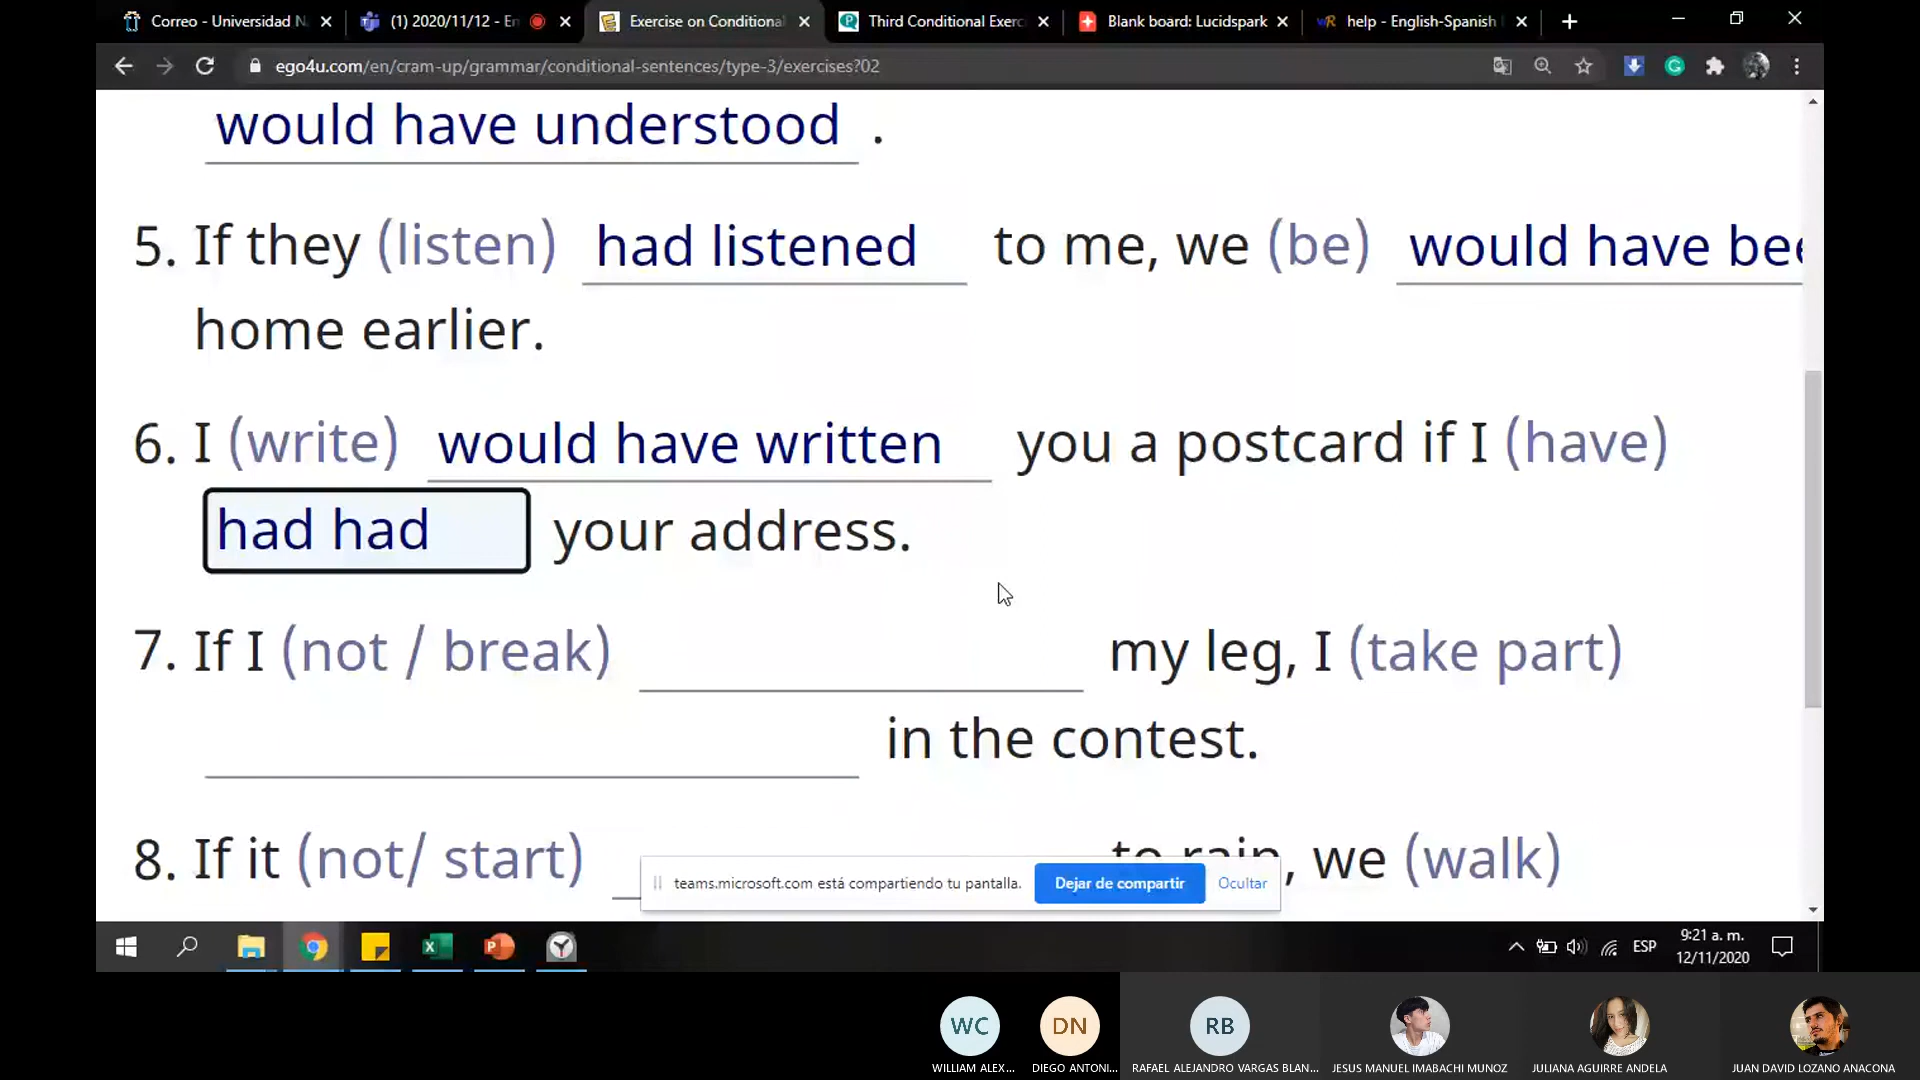 Correo - Universidad N
(1) 2020/11/12 - En
Exercise on Conditional
Third Conditional Exerc
Blank board: Lucidspark
help - English-Spanish
ego4u.com/en/cram-up/grammar/conditional-sentences/type-3/exercises?02
would have understood .
5. If they (listen) had listened to me, we (be) would have bee
home earlier.
6. I (write) would have written you a postcard if I (have)
had had your address.
7. If I (not / break) my leg, I (take part)
in the contest.
8. If it (not/ start) to rain, we (walk)
teams.microsoft.com está compartiendo tu pantalla. Dejar de compartir Ocultar
ESP
9:21 a. m.
12/11/2020
WC DN RB
WILLIAM ALEX... DIEGO ANTONI... RAFAEL ALEJANDRO VARGAS BLAN... JESUS MANUEL IMABACHI MUNOZ JULIANA AGUIRRE ANDELA JUAN DAVID LOZANO ANACONA